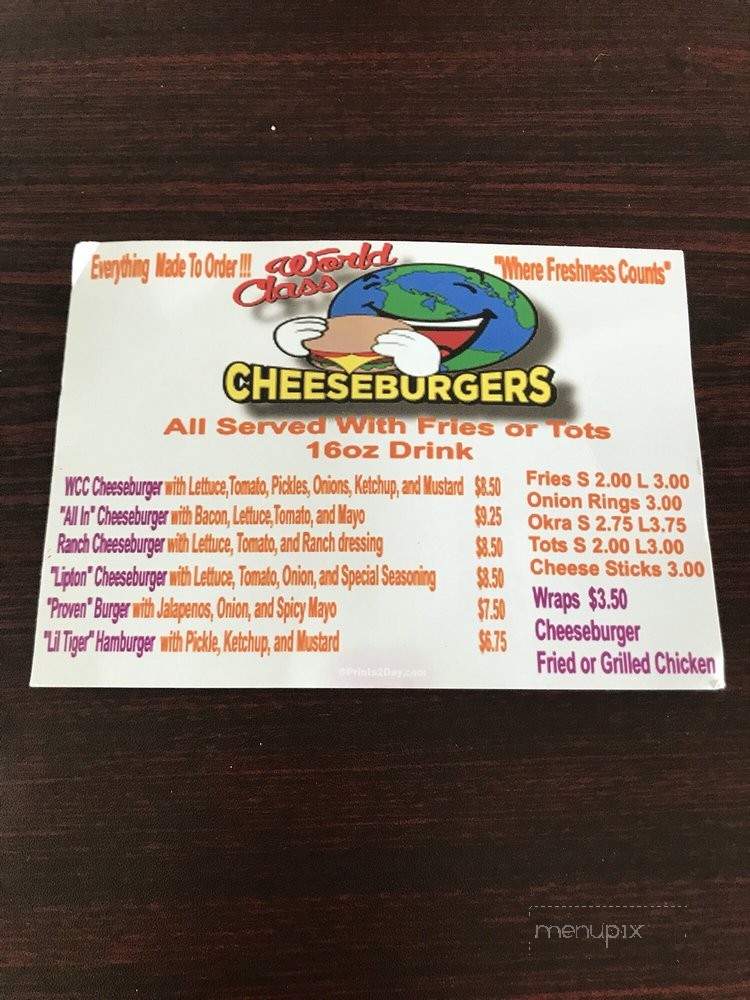 Everything Made To Order !!!
World
Class
"Where Freshness Counts"
CHEESEBURGERS
All Served With Fries or Tots
16oz Drink
WCC Cheeseburger with Lettuce,Tomato, Pickles, Onions, Ketchup, and Mustard $8.50
"All In" Cheeseburger with Bacon, Lettuce,Tomato, and Mayo $9.25
Ranch Cheeseburger with Lettuce, Tomato, and Ranch dressing $8.50
"Lipton" Cheeseburger with Lettuce, Tomato, Onion, and Special Seasoning $8.50
"Proven" Burger with Jalapenos, Onion, and Spicy Mayo $7.50
"Lil Tiger" Hamburger with Pickle, Ketchup, and Mustard $6.75
Fries S 2.00 L 3.00
Onion Rings 3.00
Okra S 2.75 L3.75
Tots S 2.00 L3.00
Cheese Sticks 3.00
Wraps $3.50
Cheeseburger
Fried or Grilled Chicken
©Prints2Day.com
menupix